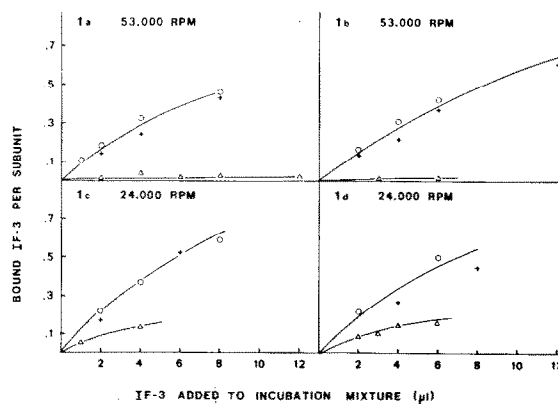 1a 53.000 RPM
1b 53.000 RPM
.7
.5
.3
.1
1c 24.000 RPM
1d 24.000 RPM
.7
.5
.3
.1
2 4 6 8 10 12
2 4 6 8 10 12
BOUND IF-3 PER SUBUNIT
IF-3 ADDED TO INCUBATION MIXTURE (µl)